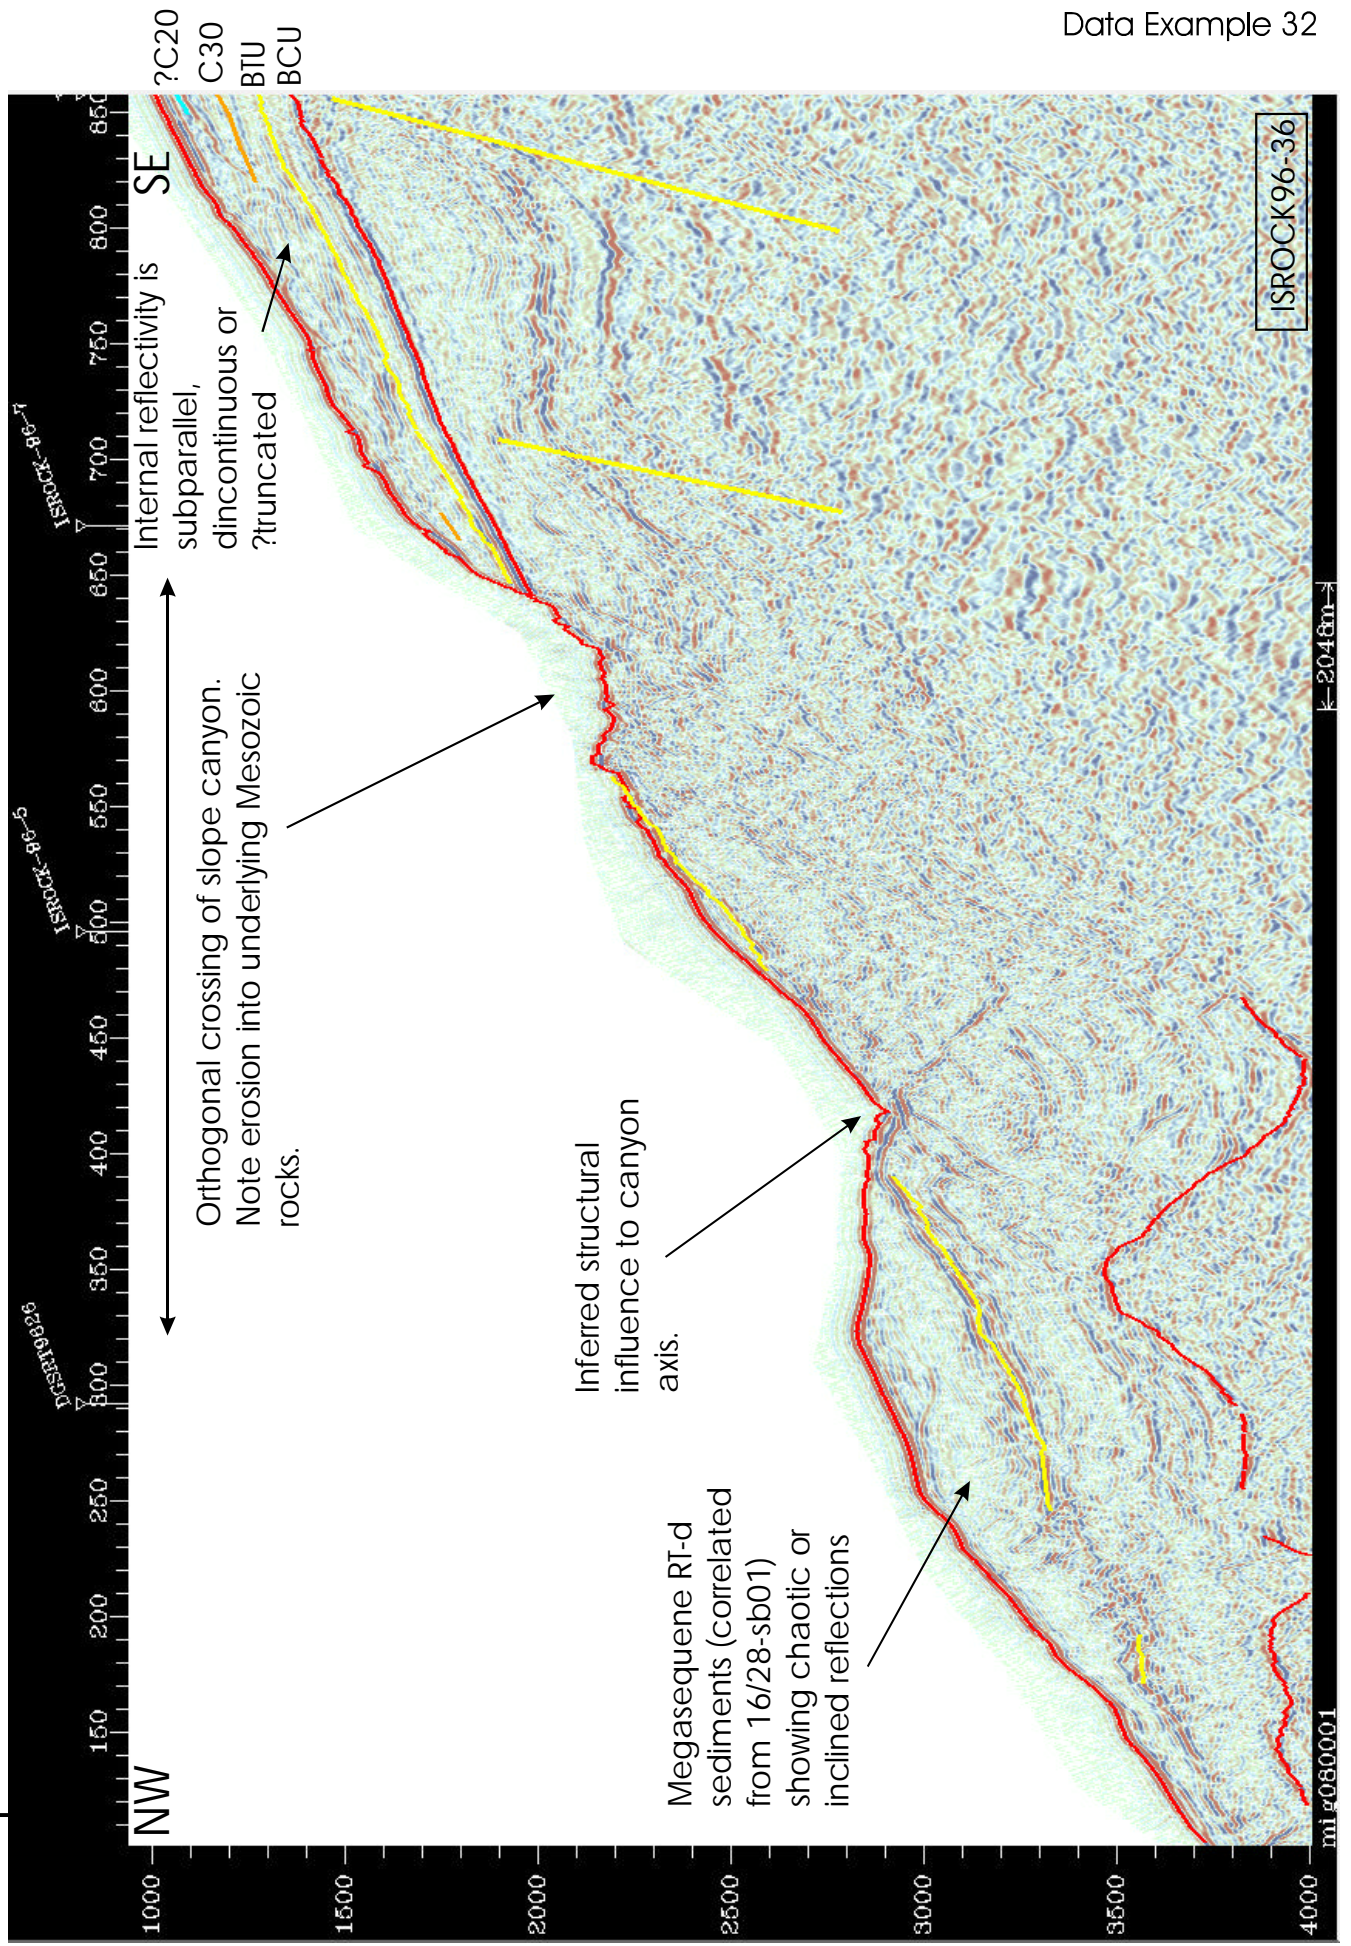 Data Example 32
ISROCK-96-7
ISROCK-96-5
DGSRT9626
150 200 250 300 350 400 450 500 550 600 650 700 750 800 850
NW
SE
?C20
C30
BTU
BCU
Internal reflectivity is
subparallel,
dincontinuous or
?truncated
Orthogonal crossing of slope canyon.
Note erosion into underlying Mesozoic
rocks.
Inferred structural
influence to canyon
axis.
Megasequene RT-d
sediments (correlated
from 16/28-sb01)
showing chaotic or
inclined reflections
1000
1500
2000
2500
3000
3500
4000
ISROCK96-36
mig080001
2048m